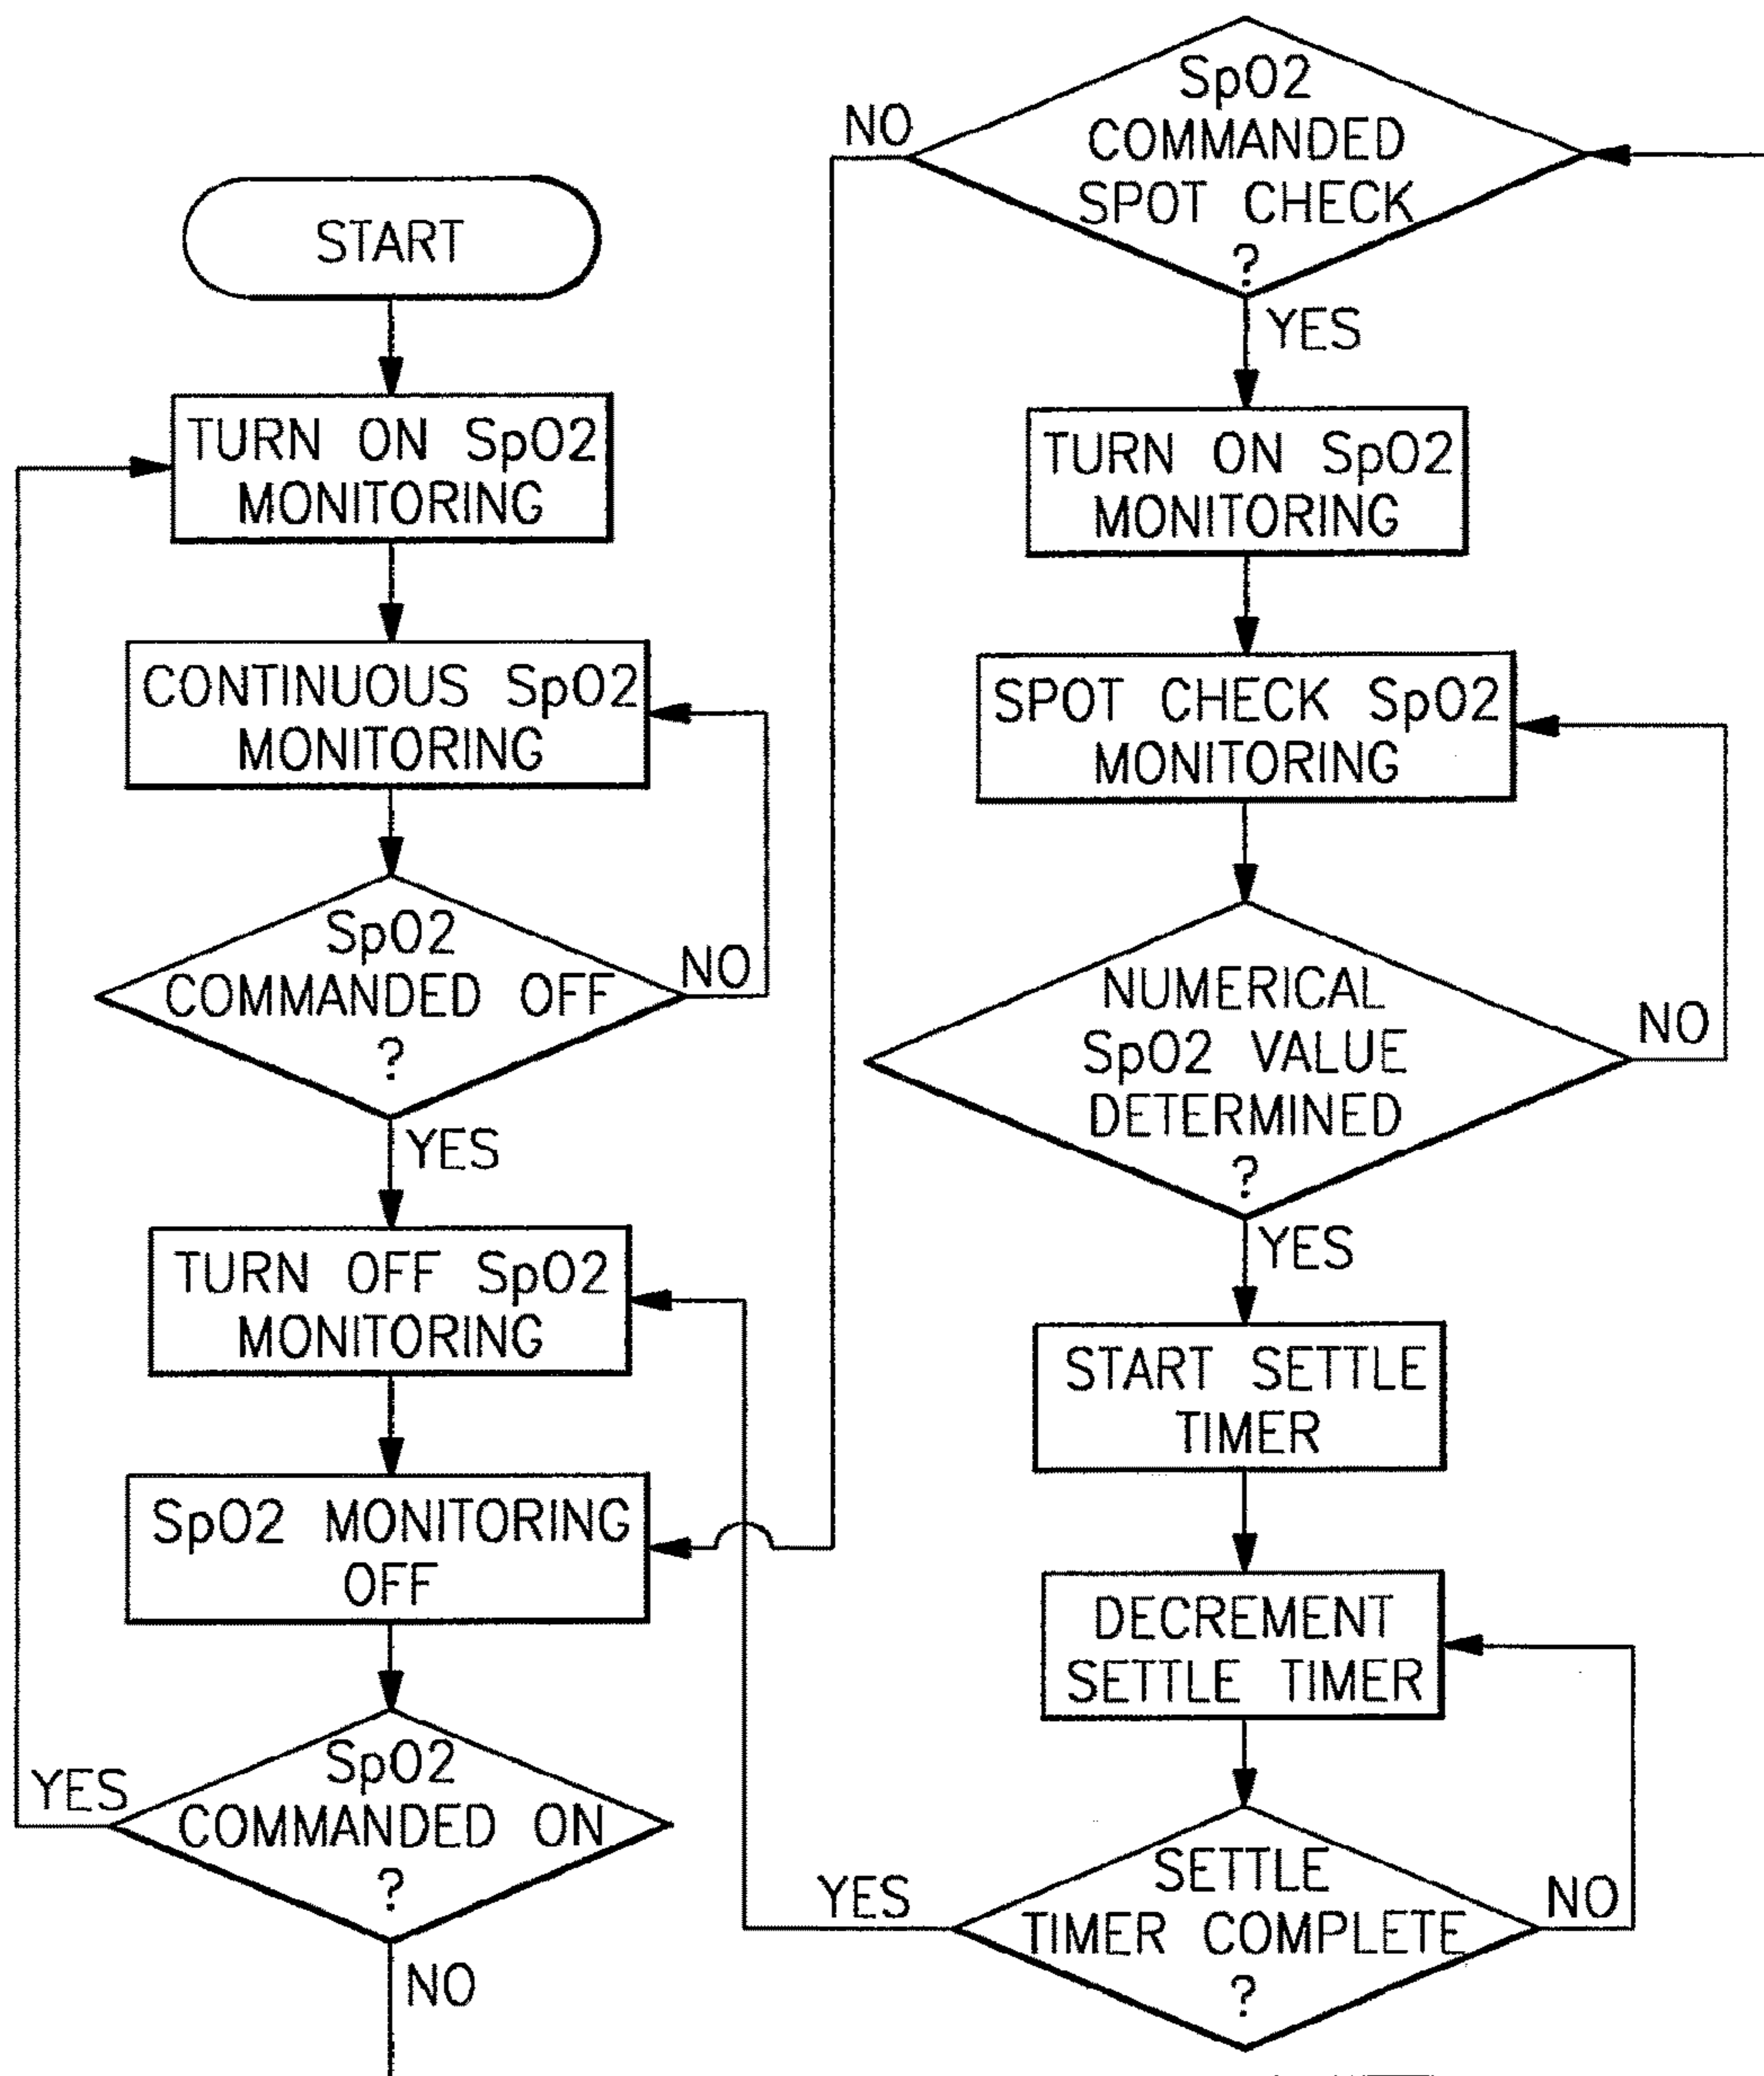 START
TURN ON SpO2
MONITORING
CONTINUOUS SpO2
MONITORING
SpO2
COMMANDED OFF
?
NO
YES
TURN OFF SpO2
MONITORING
SpO2 MONITORING
OFF
SpO2
COMMANDED ON
?
YES
NO
SpO2
COMMANDED
SPOT CHECK
?
NO
YES
TURN ON SpO2
MONITORING
SPOT CHECK SpO2
MONITORING
NUMERICAL
SpO2 VALUE
DETERMINED
?
NO
YES
START SETTLE
TIMER
DECREMENT
SETTLE TIMER
SETTLE
TIMER COMPLETE
?
YES
NO